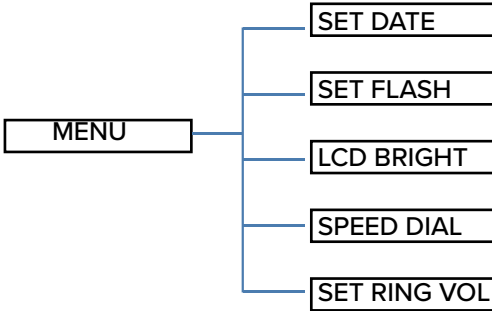 SET DATE
SET FLASH
MENU
LCD BRIGHT
SPEED DIAL
SET RING VOL